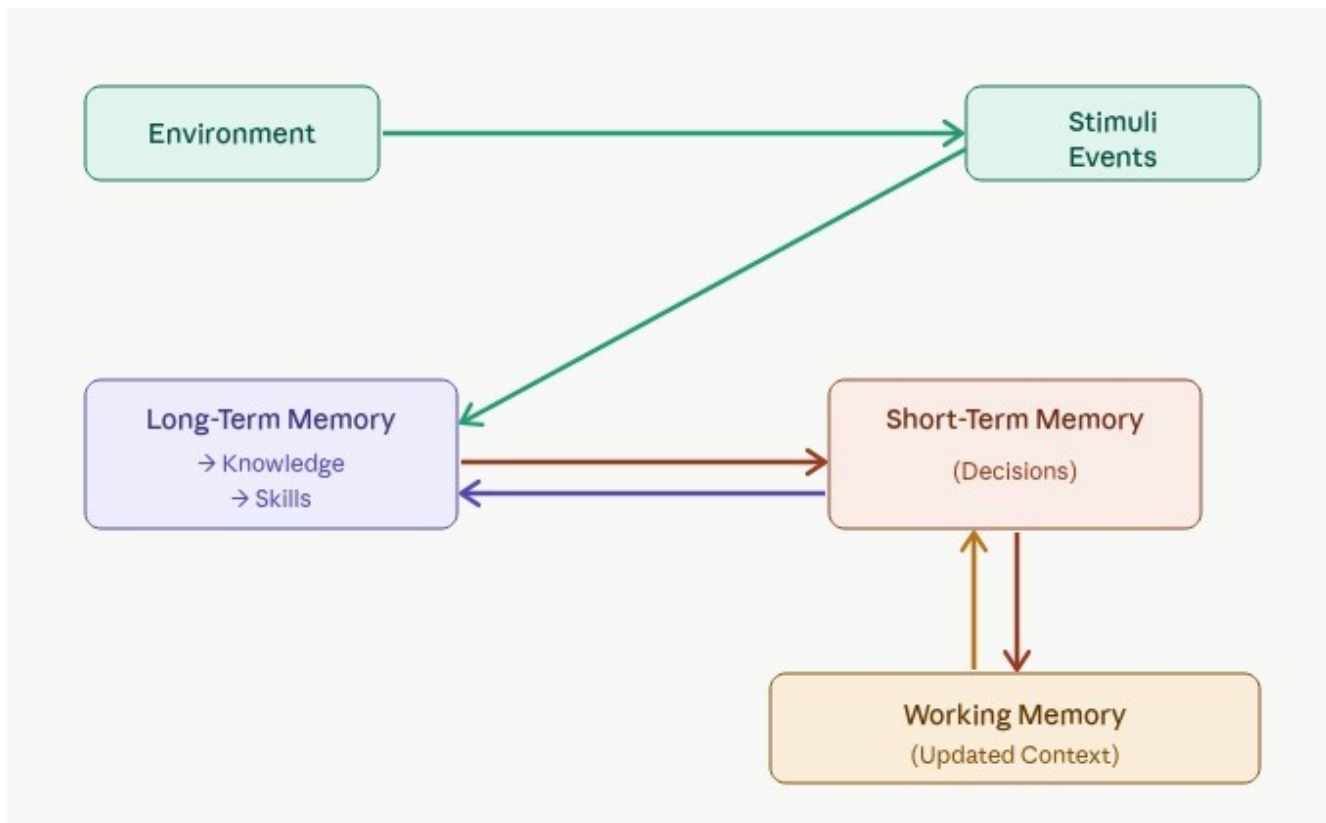 Environment
Stimuli
Events
Long-Term Memory
→ Knowledge
→ Skills
Short-Term Memory
(Decisions)
Working Memory
(Updated Context)